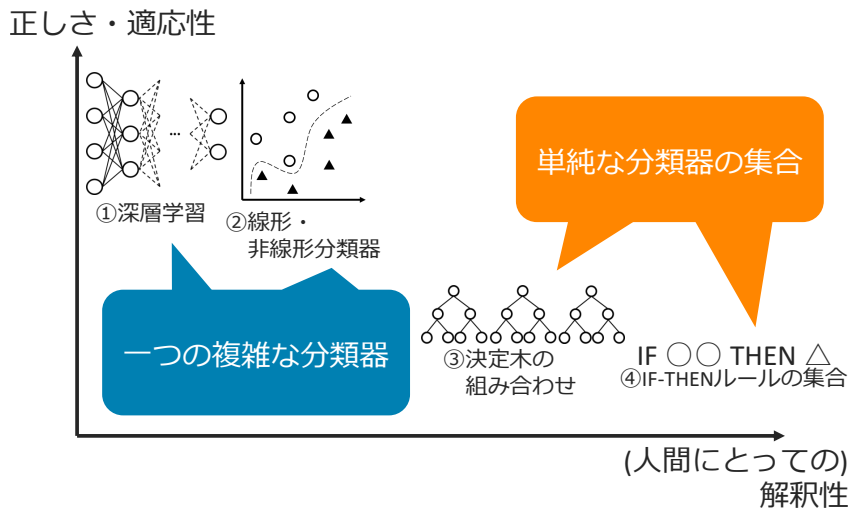 正しさ・適応性
...
①深層学習
②線形・
非線形分類器
単純な分類器の集合
一つの複雑な分類器
③決定木の
組み合わせ
IF ○○ THEN △
④IF-THENルールの集合
(人間にとっての)
解釈性